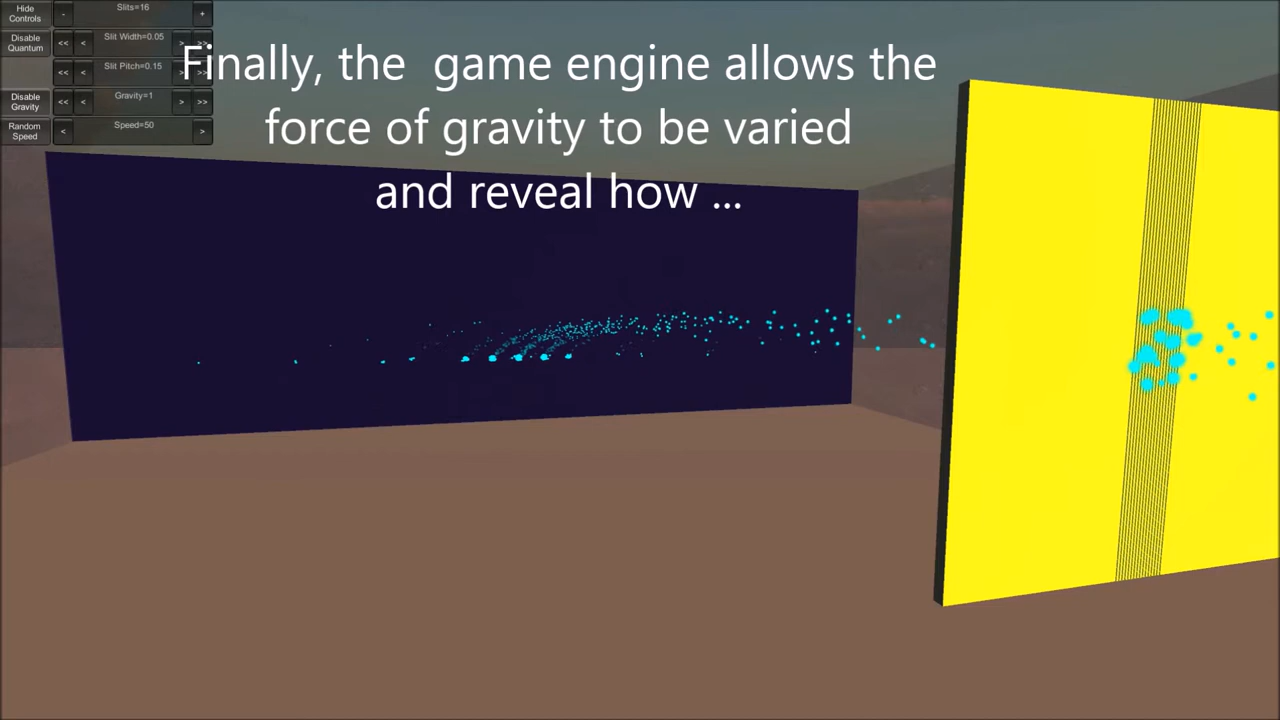 Hide
Controls
- Slits=16 +
Disable
Quantum
<< < Slit Width=0.05 > >>
<< < Slit Pitch=0.15 > >>
Disable
Gravity
<< < Gravity=1 > >>
Random
Speed
< Speed=50 >
Finally, the game engine allows the
force of gravity to be varied
and reveal how ...